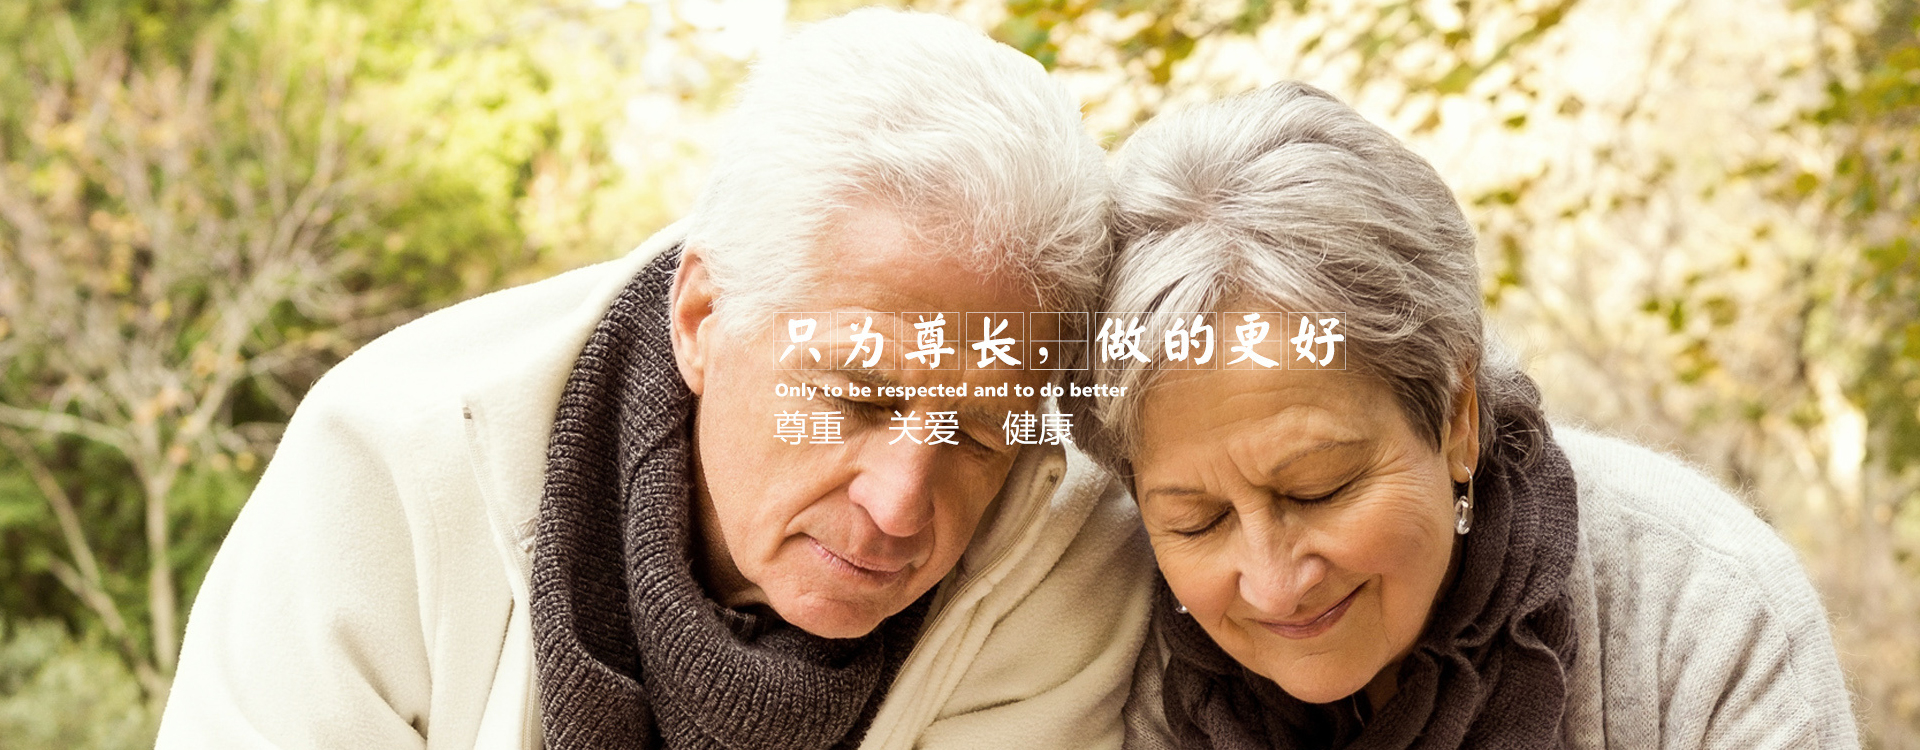 只为尊长，做的更好
Only to be respected and to do better
尊重 关爱 健康